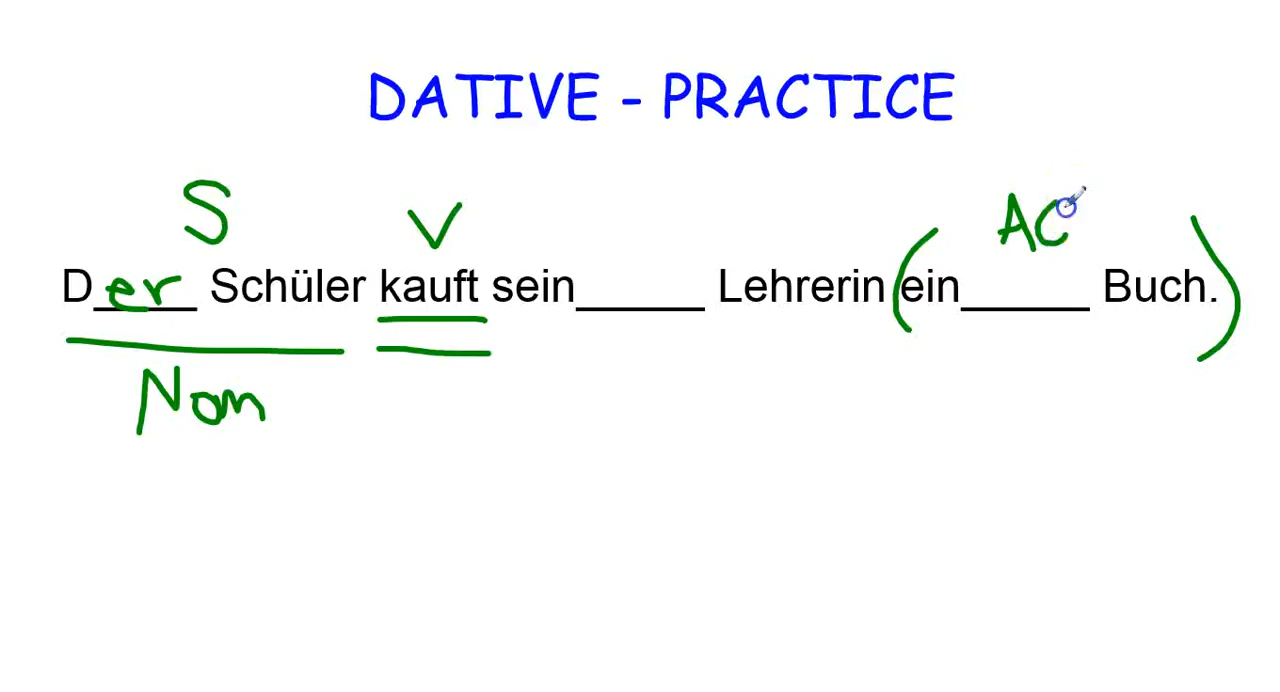 DATIVE - PRACTICE
S V AC
Der Schüler kauft sein_____ Lehrerin (ein_____ Buch.)
Nom